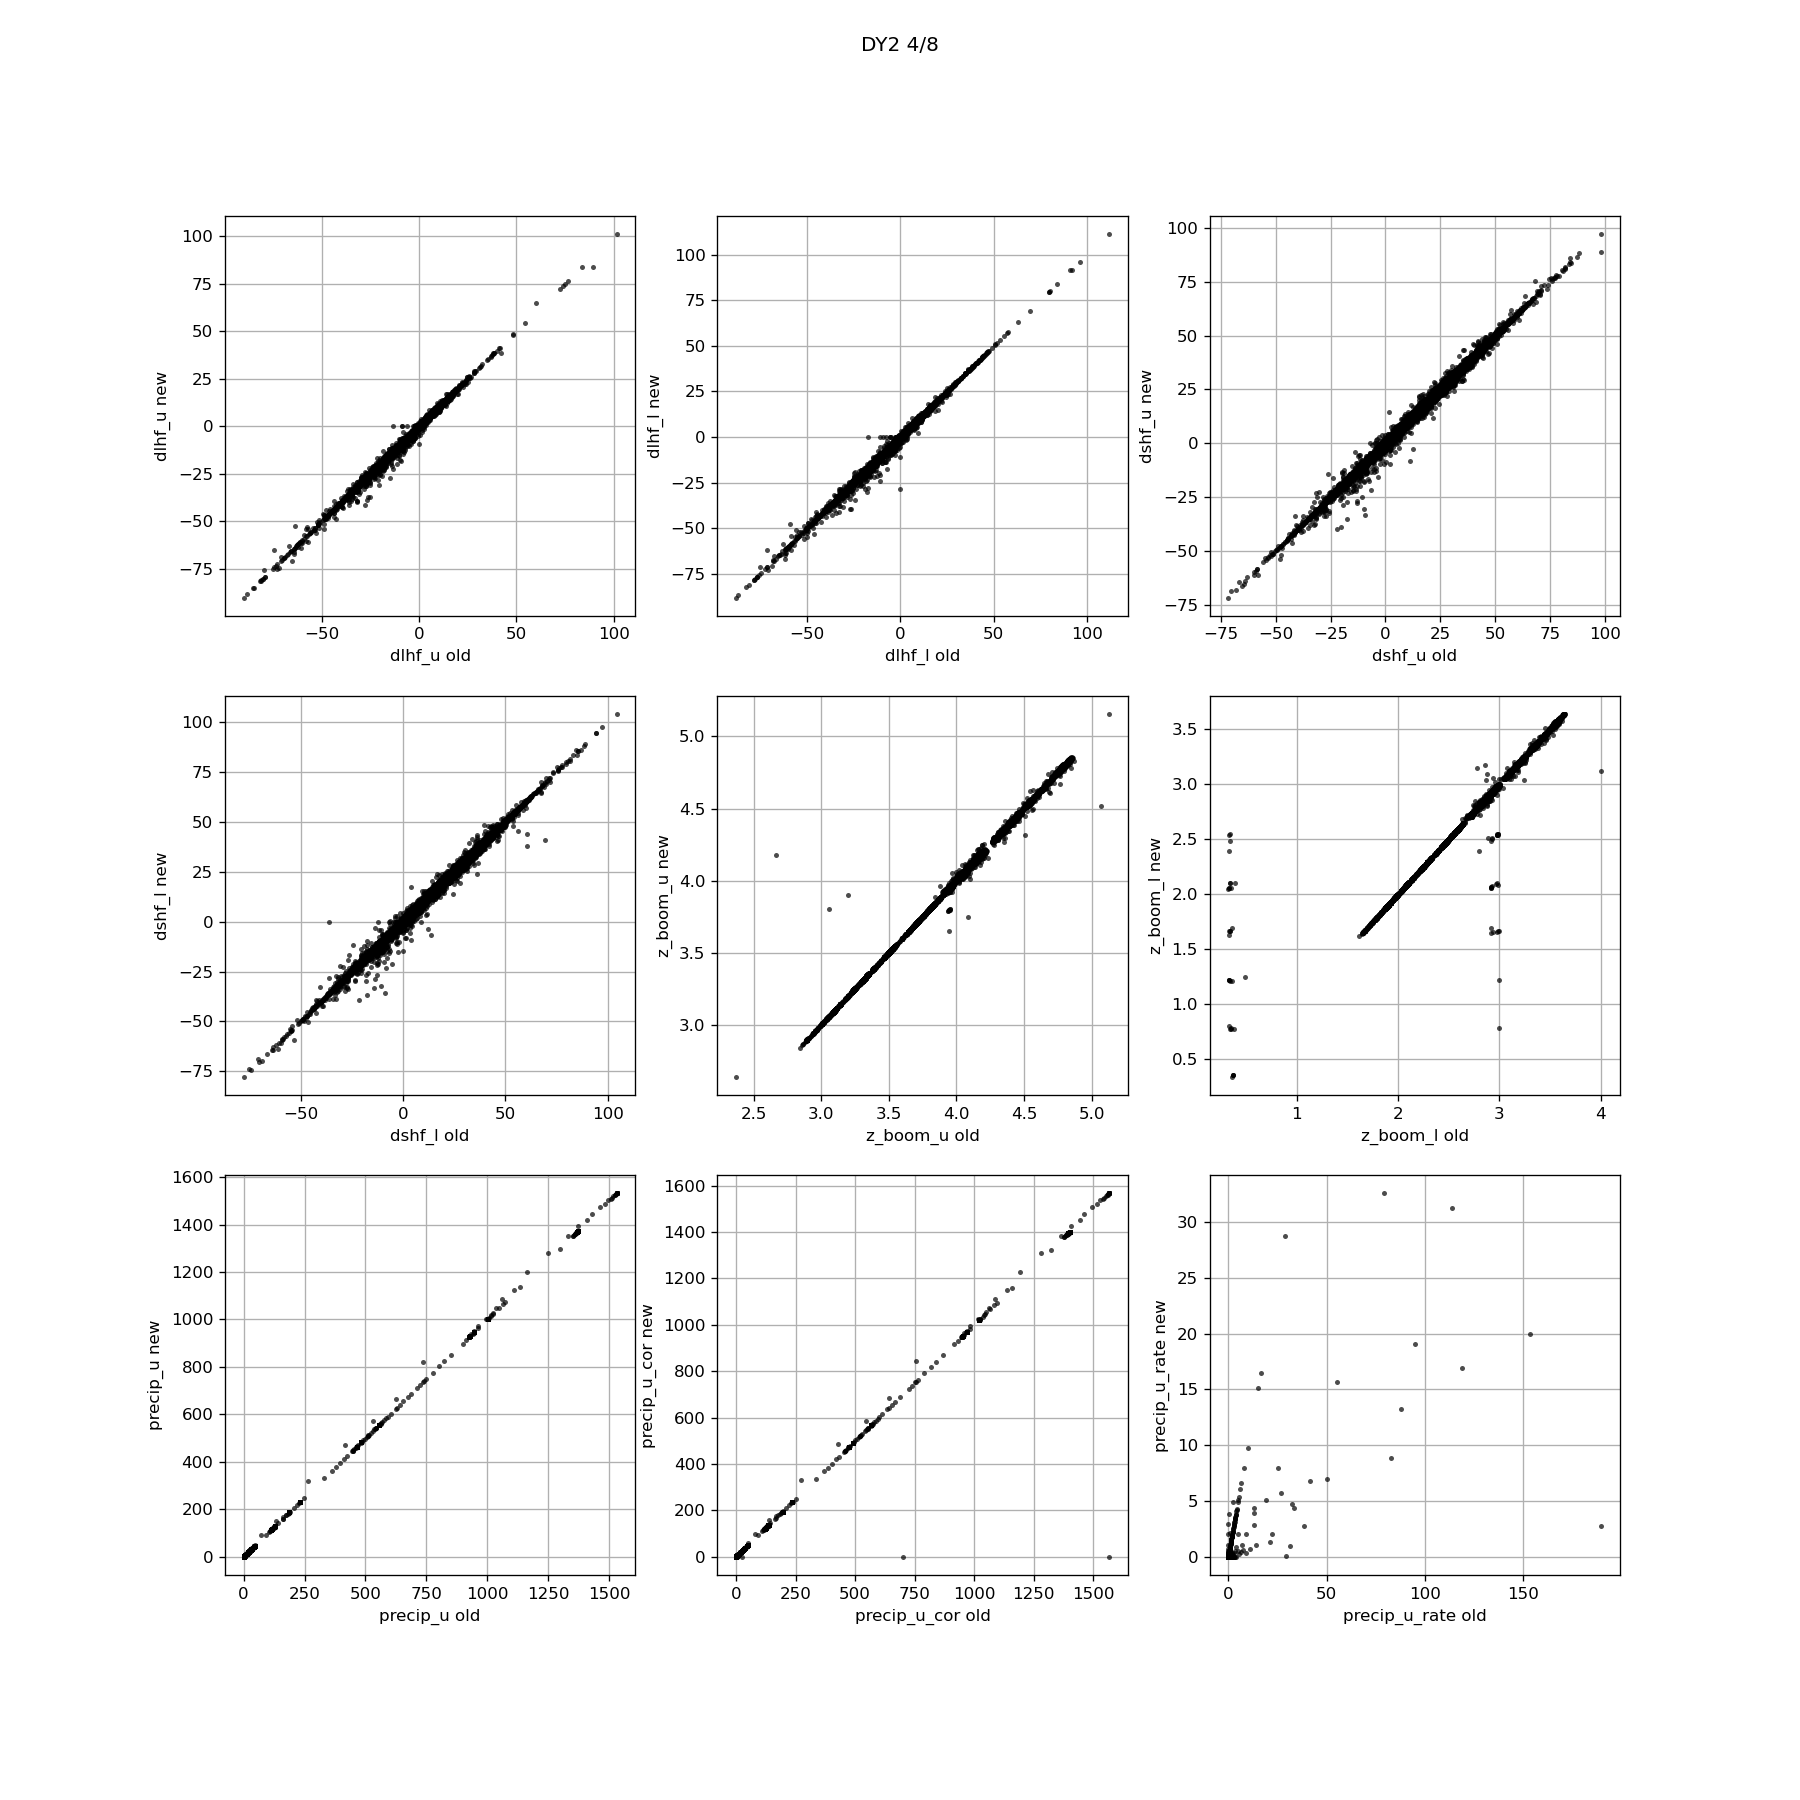 DY2 4/8
100
75
50
25
0
−25
−50
−75
−50 0 50 100
dlhf_u new
dlhf_u old
100
75
50
25
0
−25
−50
−75
−50 0 50 100
dlhf_l new
dlhf_l old
100
75
50
25
0
−25
−50
−75
−75 −50 −25 0 25 50 75 100
dshf_u new
dshf_u old
100
75
50
25
0
−25
−50
−75
−50 0 50 100
dshf_l new
dshf_l old
5.0
4.5
4.0
3.5
3.0
2.5 3.0 3.5 4.0 4.5 5.0
z_boom_u new
z_boom_u old
3.5
3.0
2.5
2.0
1.5
1.0
0.5
1 2 3 4
z_boom_l new
z_boom_l old
1600
1400
1200
1000
800
600
400
200
0
0 250 500 750 1000 1250 1500
precip_u new
precip_u old
1600
1400
1200
1000
800
600
400
200
0
0 250 500 750 1000 1250 1500
precip_u_cor new
precip_u_cor old
30
25
20
15
10
5
0
0 50 100 150
precip_u_rate new
precip_u_rate old